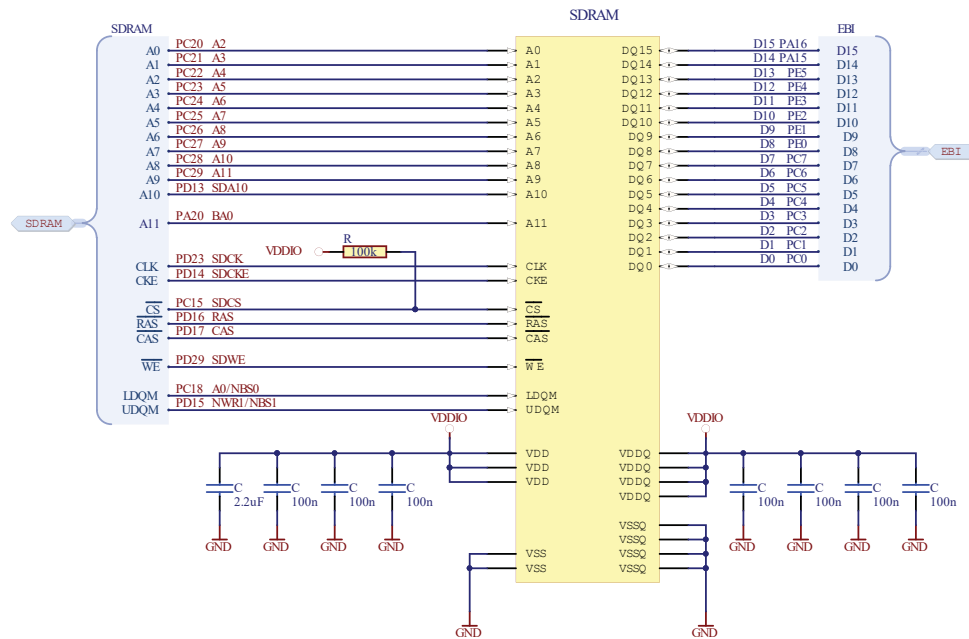 SDRAM
SDRAM EBI
A0 PC20 A2 A0 DQ15 D15 PA16 D15
A1 PC21 A3 A1 DQ14 D14 PA15 D14
A2 PC22 A4 A2 DQ13 D13 PE5 D13
A3 PC23 A5 A3 DQ12 D12 PE4 D12
A4 PC24 A6 A4 DQ11 D11 PE3 D11
A5 PC25 A7 A5 DQ10 D10 PE2 D10
A6 PC26 A8 A6 DQ9 D9 PE1 D9
A7 PC27 A9 A7 DQ8 D8 PE0 D8
EBI
A8 PC28 A10 A8 DQ7 D7 PC7 D7
A9 PC29 A11 A9 DQ6 D6 PC6 D6
A10 PD13 SDA10 A10 DQ5 D5 PC5 D5
DQ4 D4 PC4 D4
SDRAM
A11 PA20 BA0 A11 DQ3 D3 PC3 D3
DQ2 D2 PC2 D2
R
VDDIO 100k DQ1 D1 PC1 D1
CLK PD23 SDCK CLK DQ0 D0 PC0 D0
CKE PD14 SDCKE CKE
CS PC15 SDCS CS
RAS PD16 RAS RAS
CAS PD17 CAS CAS
WE PD29 SDWE WE
LDQM PC18 A0/NBS0 LDQM
UDQM PD15 NWR1/NBS1 UDQM
VDDIO VDDIO
VDD VDDQ
VDD VDDQ
VDD VDDQ
VDDQ
C C C C C C C C
2.2uF 100n 100n 100n 100n 100n 100n 100n
VSSQ
VSSQ
GND GND GND GND GND GND GND GND
VSS VSSQ
VSS VSSQ
GND GND